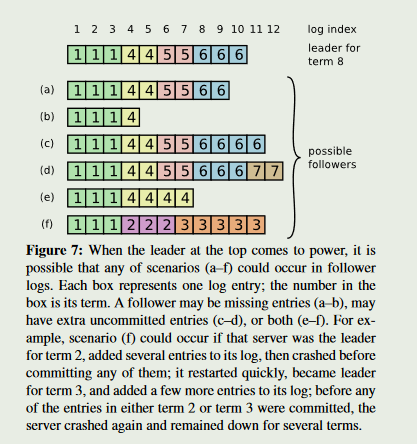 1 2 3 4 5 6 7 8 9 10 11 12 log index
1 1 1 4 4 5 5 6 6 6 leader for
term 8
(a) 1 1 1 4 4 5 5 6 6
(b) 1 1 1 4
(c) 1 1 1 4 4 5 5 6 6 6 6
possible
followers
(d) 1 1 1 4 4 5 5 6 6 6 7 7
(e) 1 1 1 4 4 4 4
(f) 1 1 1 2 2 2 3 3 3 3 3
Figure 7: When the leader at the top comes to power, it is
possible that any of scenarios (a–f) could occur in follower
logs. Each box represents one log entry; the number in the
box is its term. A follower may be missing entries (a–b), may
have extra uncommitted entries (c–d), or both (e–f). For ex-
ample, scenario (f) could occur if that server was the leader
for term 2, added several entries to its log, then crashed before
committing any of them; it restarted quickly, became leader
for term 3, and added a few more entries to its log; before any
of the entries in either term 2 or term 3 were committed, the
server crashed again and remained down for several terms.